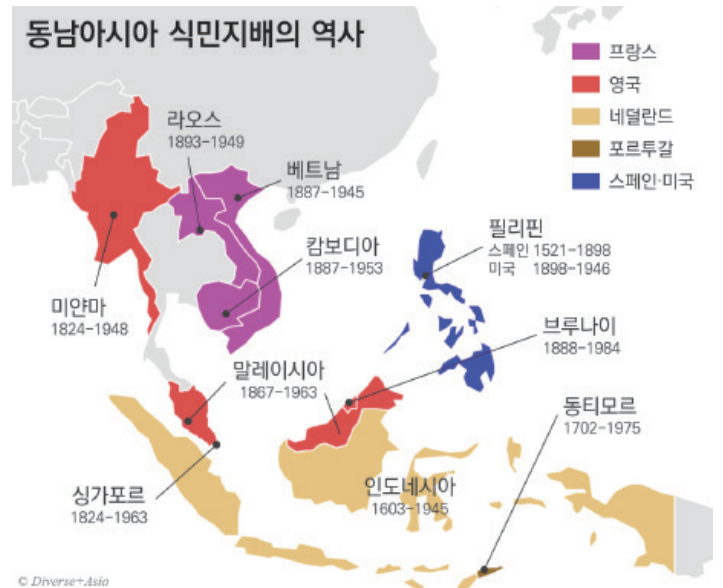 동남아시아 식민지배의 역사
프랑스
영국
네덜란드
포르투갈
스페인·미국
라오스
1893-1949
베트남
1887-1945
캄보디아
1887-1953
필리핀
스페인 1521-1898
미국 1898-1946
미얀마
1824-1948
브루나이
1888-1984
말레이시아
1867-1963
동티모르
1702-1975
싱가포르
1824-1963
인도네시아
1603-1945
© Diverse+Asia